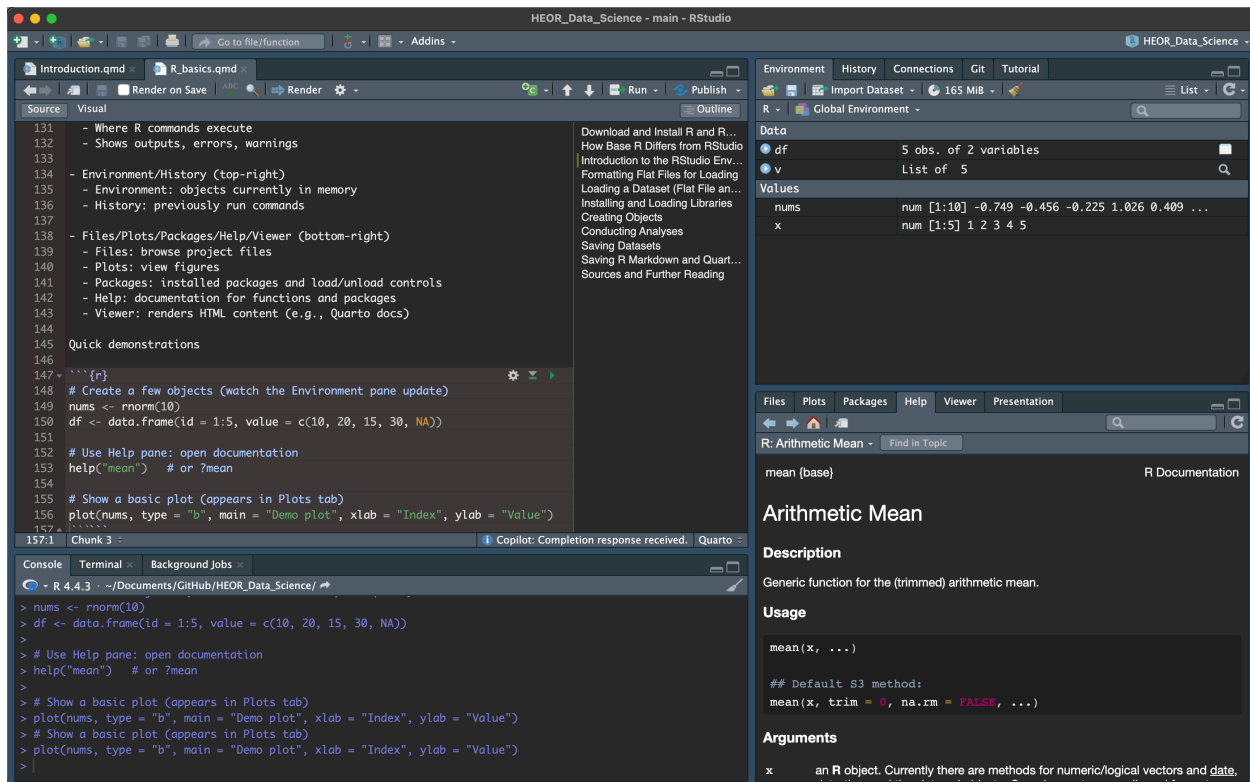 HEOR_Data_Science - main - RStudio
Go to file/function
Addins
HEOR_Data_Science
Introduction.qmd
R_basics.qmd
Render on Save
ABC
Render
Run
Publish
Source
Visual
Outline
131 - Where R commands execute
132 - Shows outputs, errors, warnings
133
134 - Environment/History (top-right)
135 - Environment: objects currently in memory
136 - History: previously run commands
137
138 - Files/Plots/Packages/Help/Viewer (bottom-right)
139 - Files: browse project files
140 - Plots: view figures
141 - Packages: installed packages and load/unload controls
142 - Help: documentation for functions and packages
143 - Viewer: renders HTML content (e.g., Quarto docs)
144
145 Quick demonstrations
146
147 ```{r}
148 # Create a few objects (watch the Environment pane update)
149 nums <- rnorm(10)
150 df <- data.frame(id = 1:5, value = c(10, 20, 15, 30, NA))
151
152 # Use Help pane: open documentation
153 help("mean")   # or ?mean
154
155 # Show a basic plot (appears in Plots tab)
156 plot(nums, type = "b", main = "Demo plot", xlab = "Index", ylab = "Value")
157 ``````
Download and Install R and R...
How Base R Differs from RStudio
Introduction to the RStudio Env...
Formatting Flat Files for Loading
Loading a Dataset (Flat File an...
Installing and Loading Libraries
Creating Objects
Conducting Analyses
Saving Datasets
Saving R Markdown and Quart...
Sources and Further Reading
157:1
Chunk 3
Copilot: Completion response received.
Quarto
Console
Terminal
Background Jobs
R 4.4.3 · ~/Documents/GitHub/HEOR_Data_Science/
> nums <- rnorm(10)
> df <- data.frame(id = 1:5, value = c(10, 20, 15, 30, NA))
>
> # Use Help pane: open documentation
> help("mean")   # or ?mean
>
> # Show a basic plot (appears in Plots tab)
> plot(nums, type = "b", main = "Demo plot", xlab = "Index", ylab = "Value")
> # Show a basic plot (appears in Plots tab)
> plot(nums, type = "b", main = "Demo plot", xlab = "Index", ylab = "Value")
>
Environment
History
Connections
Git
Tutorial
Import Dataset
165 MiB
List
R
Global Environment
Data
df 5 obs. of 2 variables
v List of 5
Values
nums num [1:10] -0.749 -0.456 -0.225 1.026 0.409 ...
x num [1:5] 1 2 3 4 5
Files
Plots
Packages
Help
Viewer
Presentation
R: Arithmetic Mean
Find in Topic
mean {base}
R Documentation
Arithmetic Mean
Description
Generic function for the (trimmed) arithmetic mean.
Usage
mean(x, ...)
## Default S3 method:
mean(x, trim = 0, na.rm = FALSE, ...)
Arguments
x an R object. Currently there are methods for numeric/logical vectors and date,